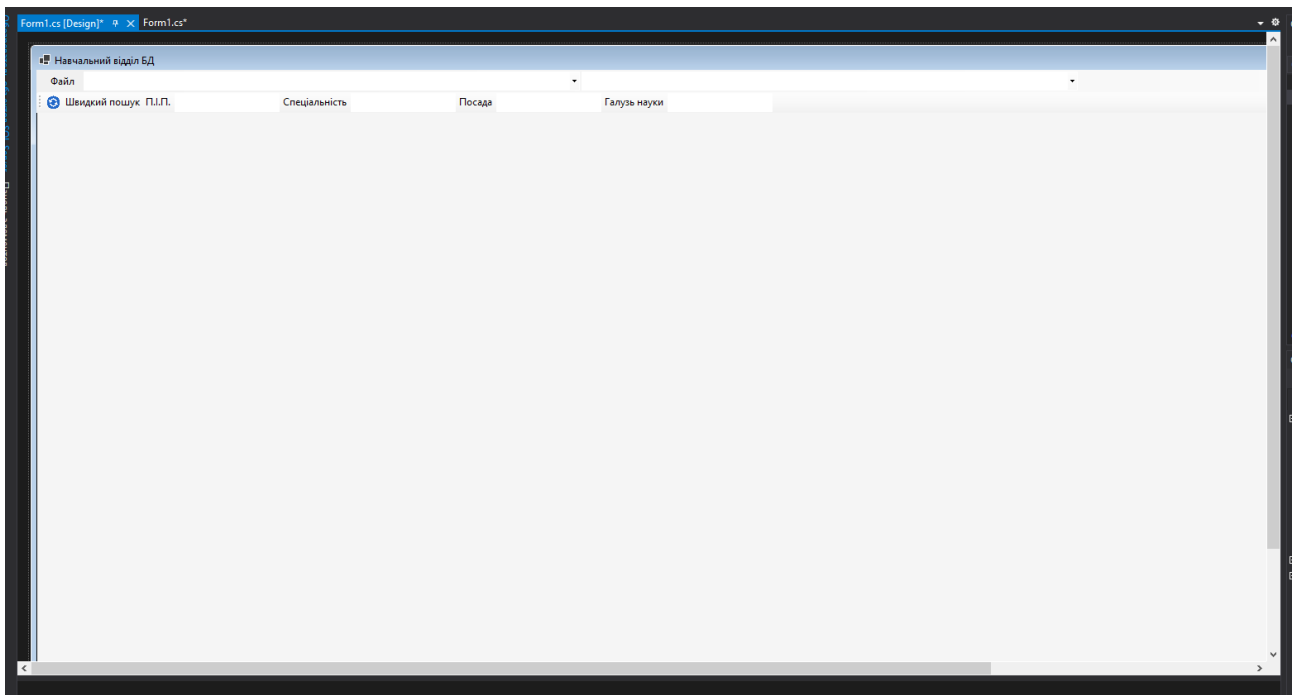 Form1.cs [Design]* Form1.cs*
Навчальний відділ БД
Файл
Швидкий пошук П.І.П. Спеціальність Посада Галузь науки